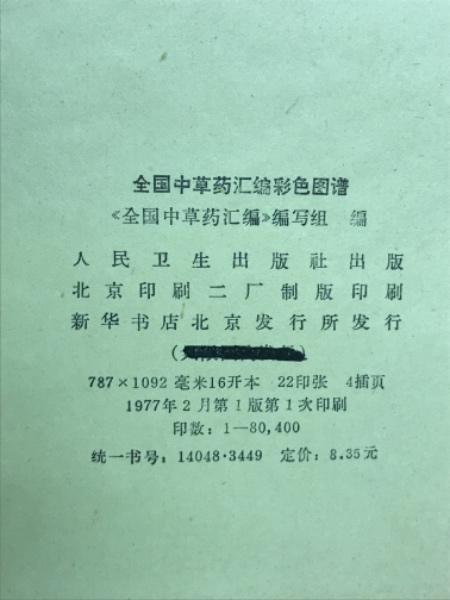 全国中草药汇编彩色图谱
《全国中草药汇编》编写组 编
人民卫生出版社出版
北京印刷二厂制版印刷
新华书店北京发行所发行
787×1092毫米16开本 22印张 4插页
1977年2月第1版第1次印刷
印数：1—80,400
统一书号：14048·3449 定价：8.35元